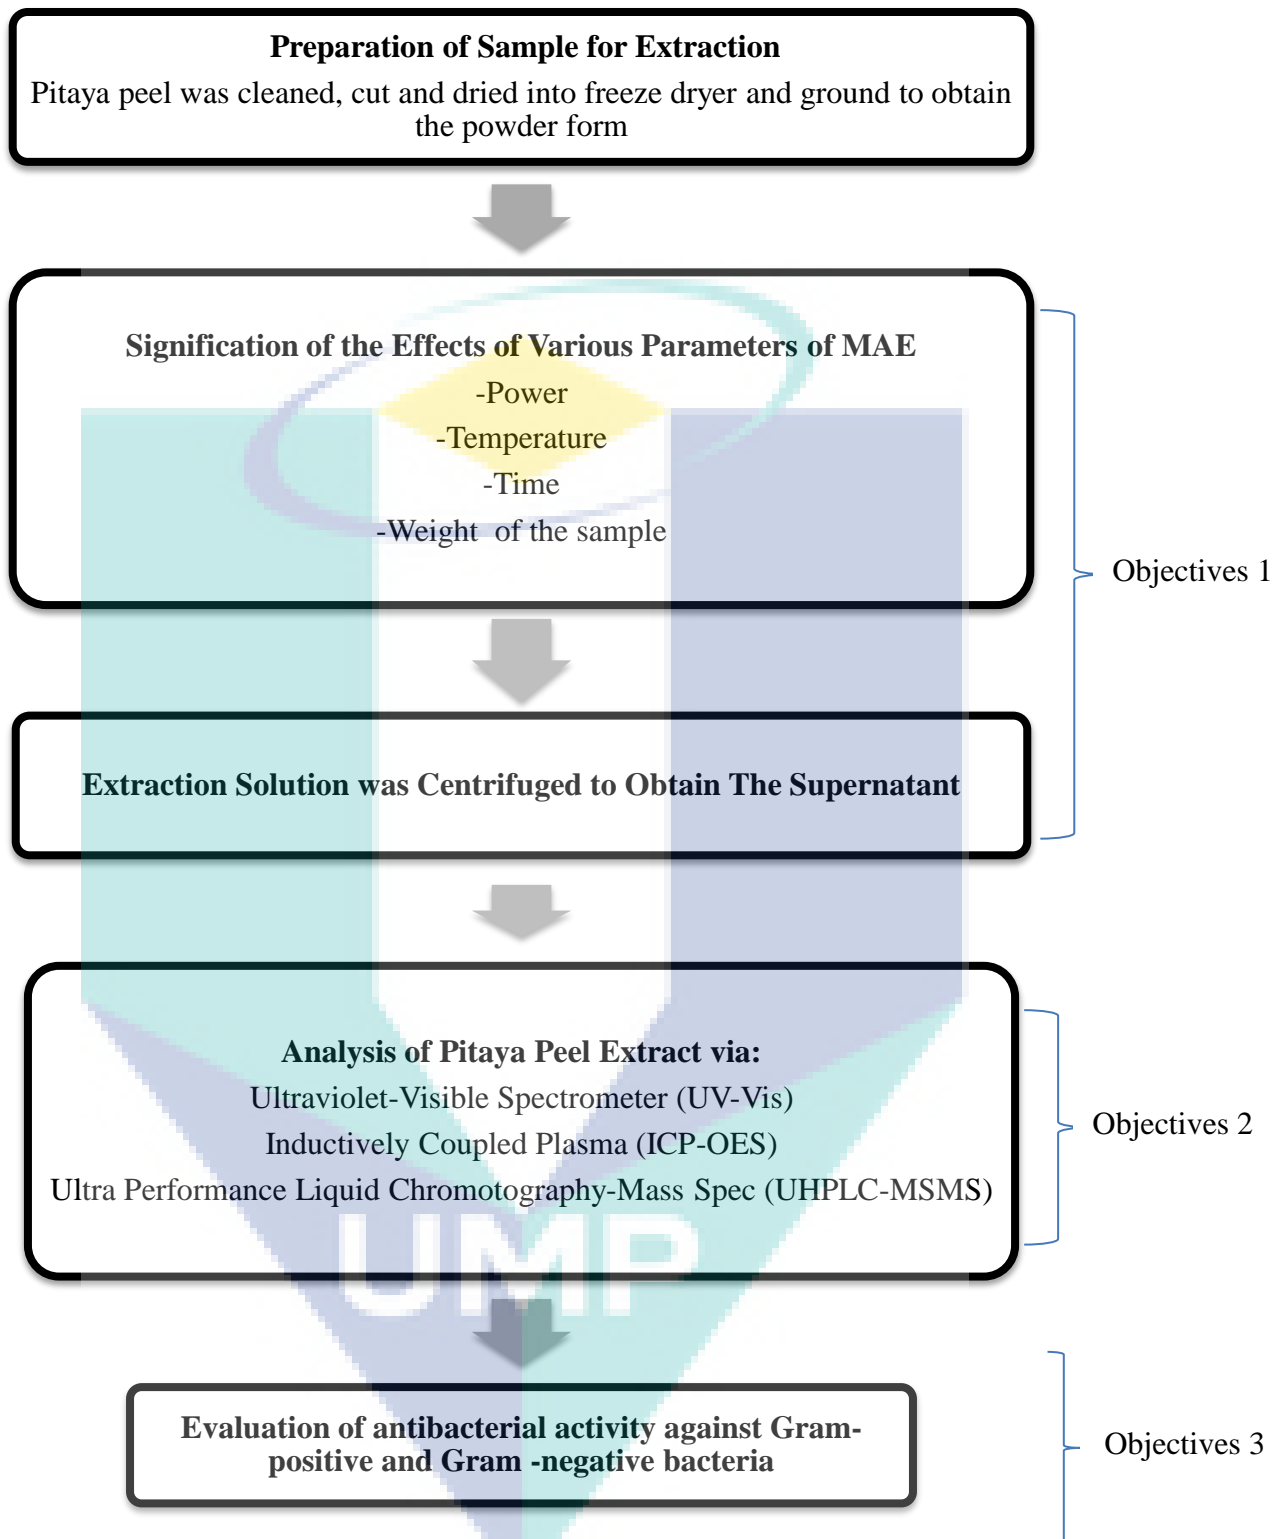 Preparation of Sample for Extraction
Pitaya peel was cleaned, cut and dried into freeze dryer and ground to obtain
the powder form
Signification of the Effects of Various Parameters of MAE
-Power
-Temperature
-Time
-Weight of the sample
Objectives 1
Extraction Solution was Centrifuged to Obtain The Supernatant
Analysis of Pitaya Peel Extract via:
Ultraviolet-Visible Spectrometer (UV-Vis)
Inductively Coupled Plasma (ICP-OES)
Ultra Performance Liquid Chromotography-Mass Spec (UHPLC-MSMS)
Objectives 2
UMP
Evaluation of antibacterial activity against Gram-
positive and Gram -negative bacteria
Objectives 3